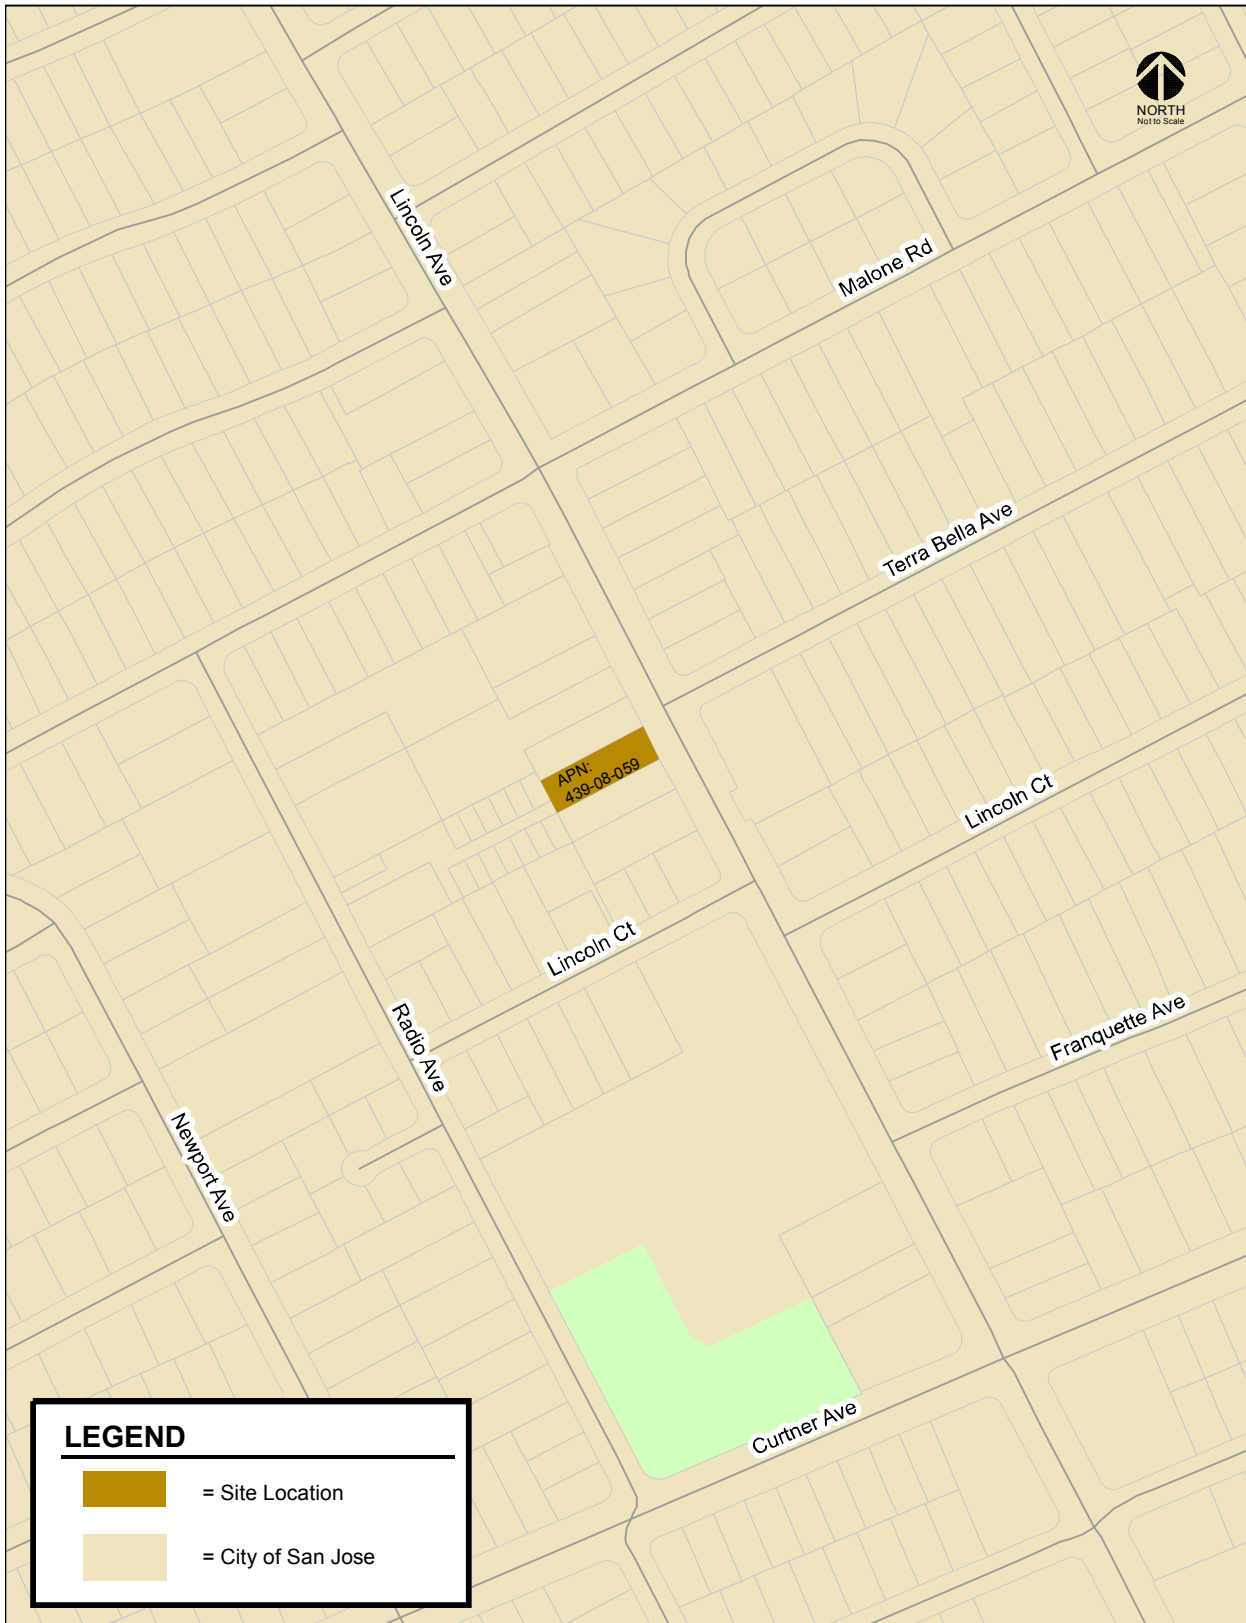 NORTH
Not to Scale
Lincoln Ave
Malone Rd
Terra Bella Ave
APN:
439-08-059
Lincoln Ct
Lincoln Ct
Franquette Ave
Radio Ave
Newport Ave
Curtner Ave
LEGEND
= Site Location
= City of San Jose